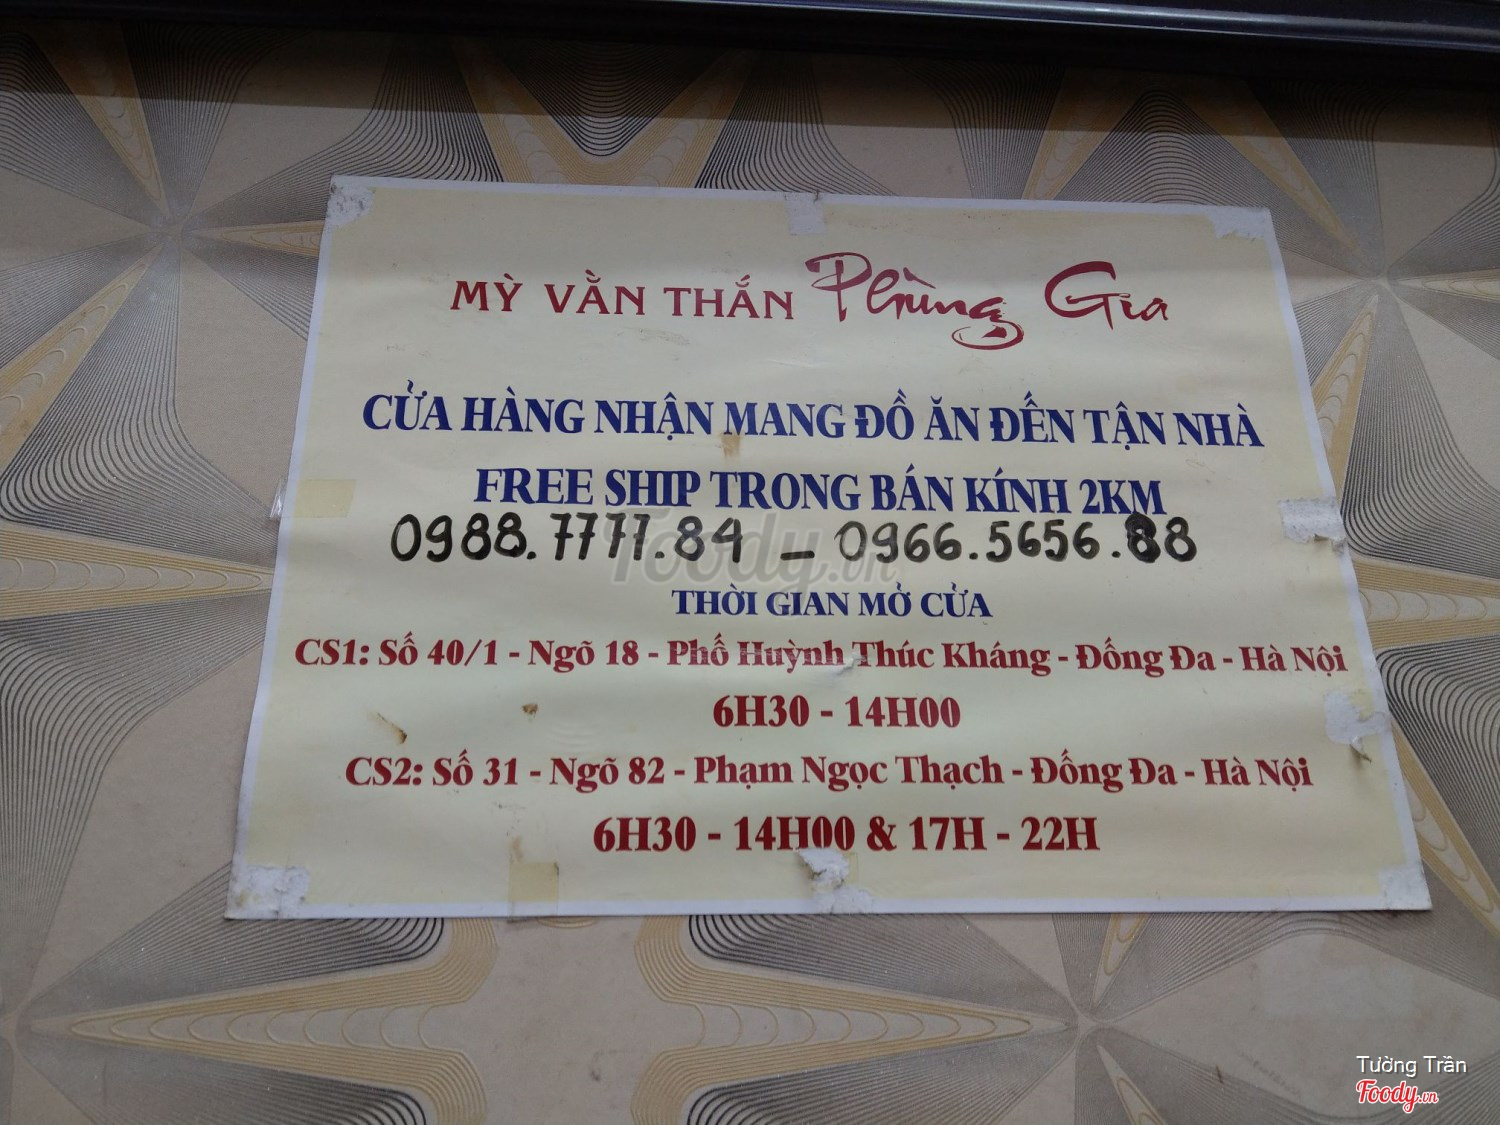 MỲ VẰN THẮN Phùng Gia
CỬA HÀNG NHẬN MANG ĐỒ ĂN ĐẾN TẬN NHÀ
FREE SHIP TRONG BÁN KÍNH 2KM
0988.7777.84 - 0966.5656.88
THỜI GIAN MỞ CỬA
CS1: Số 40/1 - Ngõ 18 - Phố Huỳnh Thúc Kháng - Đống Đa - Hà Nội
6H30 - 14H00
CS2: Số 31 - Ngõ 82 - Phạm Ngọc Thạch - Đống Đa - Hà Nội
6H30 - 14H00 & 17H - 22H
Foody.vn
Tường Trần
Foody.vn